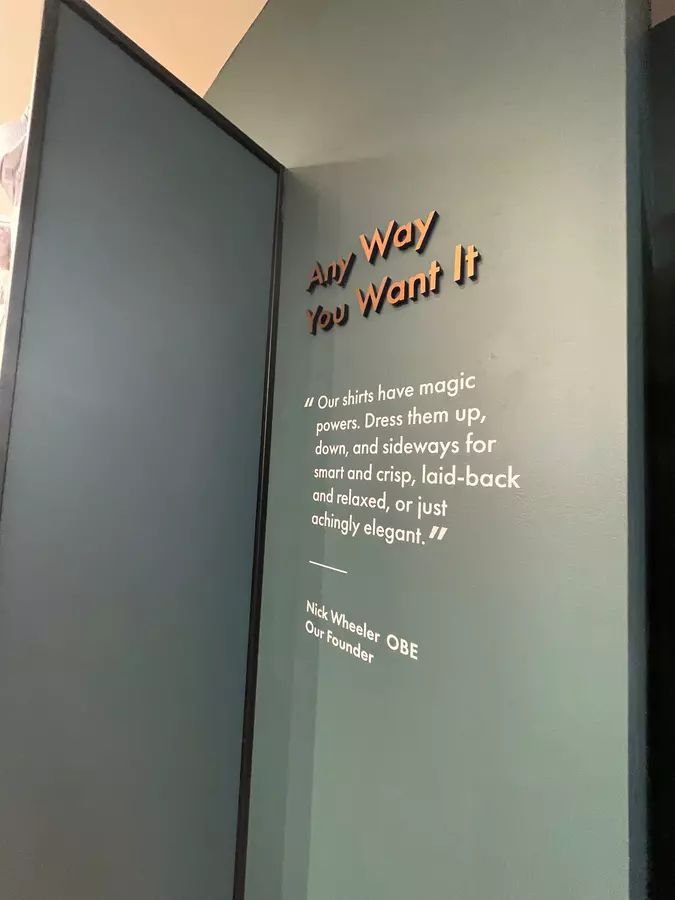 Any Way
You Want It
“Our shirts have magic
powers. Dress them up,
down, and sideways for
smart and crisp, laid-back
and relaxed, or just
achingly elegant.”
Nick Wheeler OBE
Our Founder